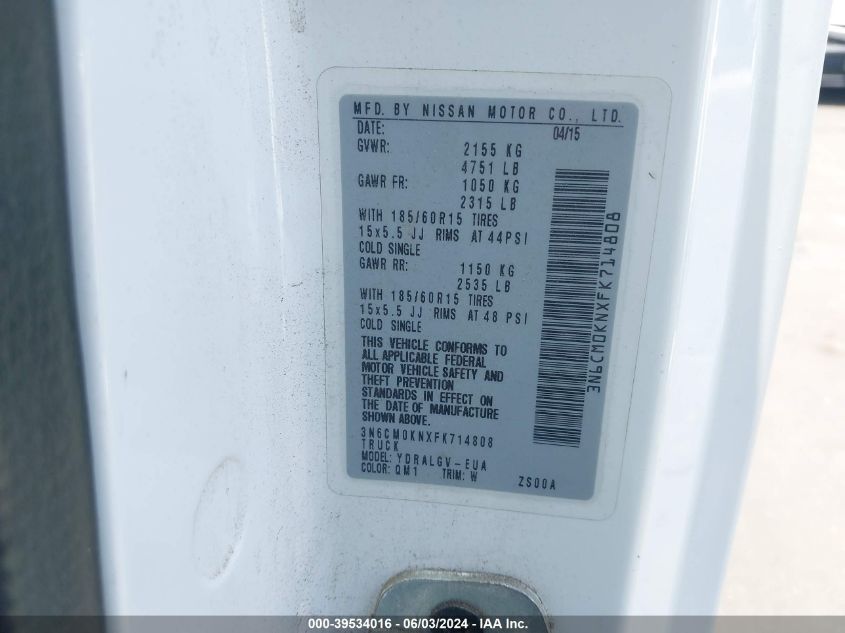 MFD. BY NISSAN MOTOR CO., LTD.
DATE: 04/15
GVWR: 2155 KG
4751 LB
GAWR FR: 1050 KG
2315 LB
WITH 185/60R15 TIRES
15x5.5 JJ RIMS AT 44PSI
COLD SINGLE
GAWR RR: 1150 KG
2535 LB
WITH 185/60R15 TIRES
15x5.5 JJ RIMS AT 48 PSI
COLD SINGLE
THIS VEHICLE CONFORMS TO
ALL APPLICABLE FEDERAL
MOTOR VEHICLE SAFETY AND
THEFT PREVENTION
STANDARDS IN EFFECT ON
THE DATE OF MANUFACTURE
SHOWN ABOVE.
3N6CM0KNXFK714808
TRUCK
MODEL: YDRALGV-EUA
COLOR: QM1 TRIM: W ZS00A
3N6CM0KNXFK714808
000-39534016 - 06/03/2024 - IAA Inc.